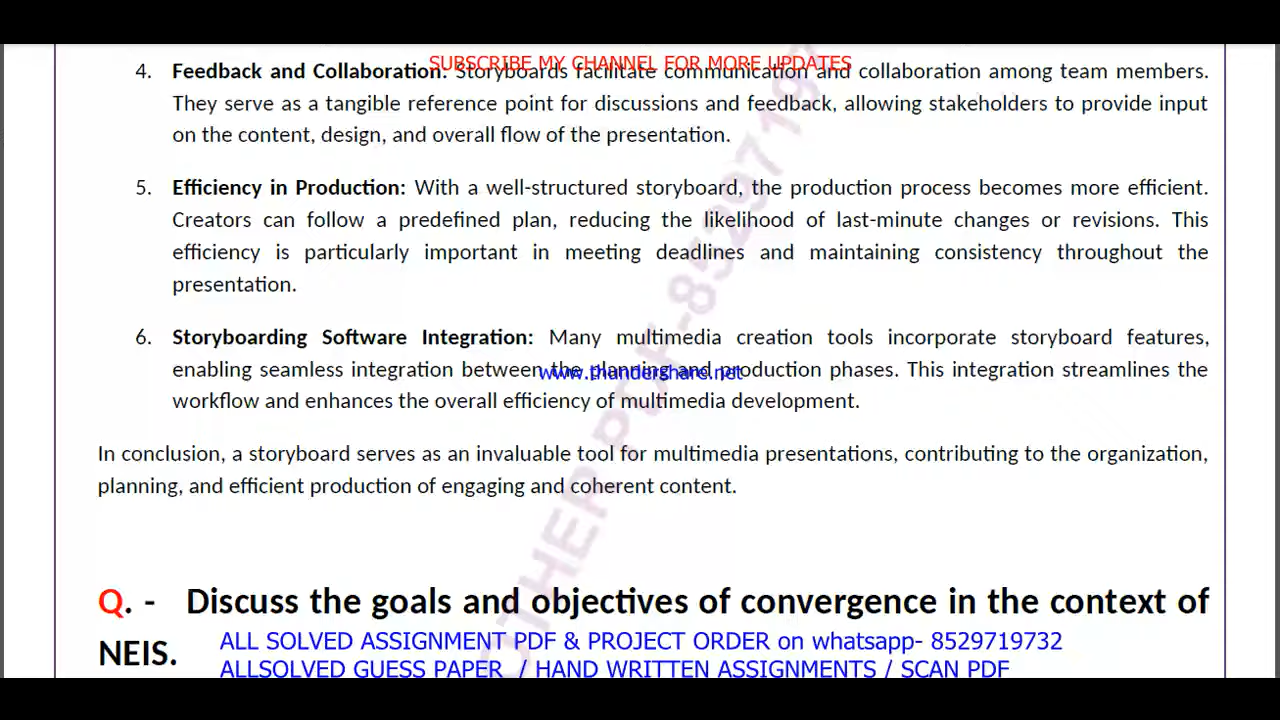 SUBSCRIBE MY CHANNEL FOR MORE UPDATES
4. Feedback and Collaboration: Storyboards facilitate communication and collaboration among team members.
They serve as a tangible reference point for discussions and feedback, allowing stakeholders to provide input
on the content, design, and overall flow of the presentation.
5. Efficiency in Production: With a well-structured storyboard, the production process becomes more efficient.
Creators can follow a predefined plan, reducing the likelihood of last-minute changes or revisions. This
efficiency is particularly important in meeting deadlines and maintaining consistency throughout the
presentation.
6. Storyboarding Software Integration: Many multimedia creation tools incorporate storyboard features,
enabling seamless integration between the planning and production phases. This integration streamlines the
www.thundershare.net
workflow and enhances the overall efficiency of multimedia development.
In conclusion, a storyboard serves as an invaluable tool for multimedia presentations, contributing to the organization,
planning, and efficient production of engaging and coherent content.
OTHER PDF-8529719
Q. - Discuss the goals and objectives of convergence in the context of
NEIS.
ALL SOLVED ASSIGNMENT PDF & PROJECT ORDER on whatsapp- 8529719732
ALLSOLVED GUESS PAPER / HAND WRITTEN ASSIGNMENTS / SCAN PDF